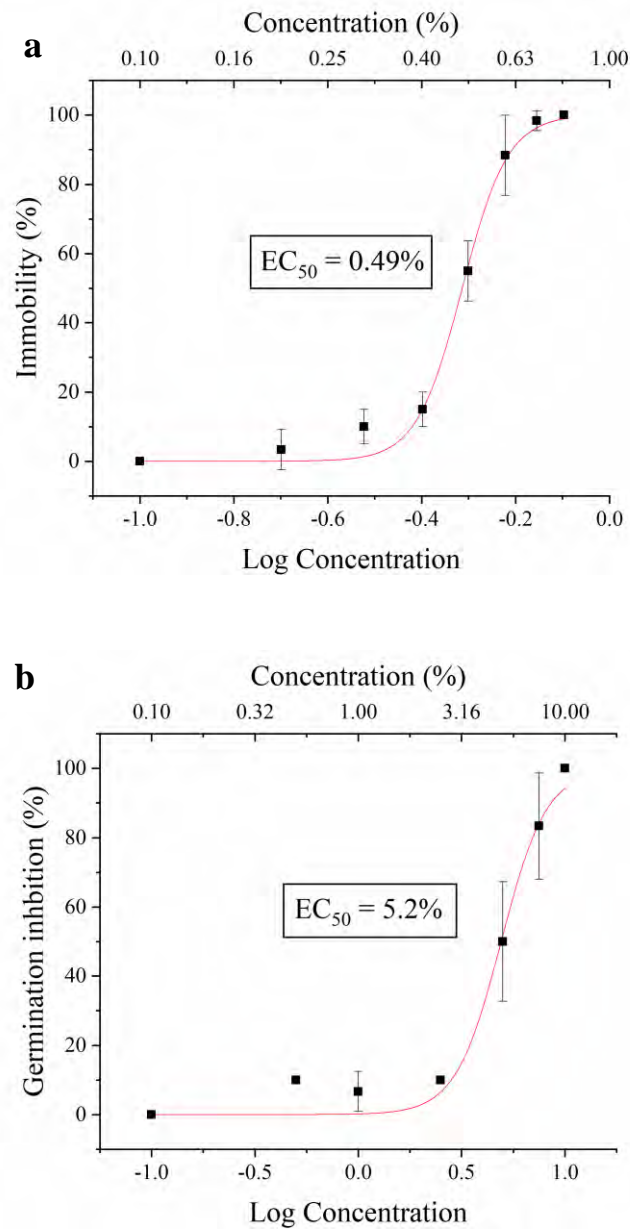 a
Concentration (%)
0.10 0.16 0.25 0.40 0.63 1.00
100
80
60
40
20
0
Immobility (%)
EC₅₀ = 0.49%
-1.0 -0.8 -0.6 -0.4 -0.2 0.0
Log Concentration
b
Concentration (%)
0.10 0.32 1.00 3.16 10.00
100
80
60
40
20
0
Germination inhbition (%)
EC₅₀ = 5.2%
-1.0 -0.5 0.0 0.5 1.0
Log Concentration